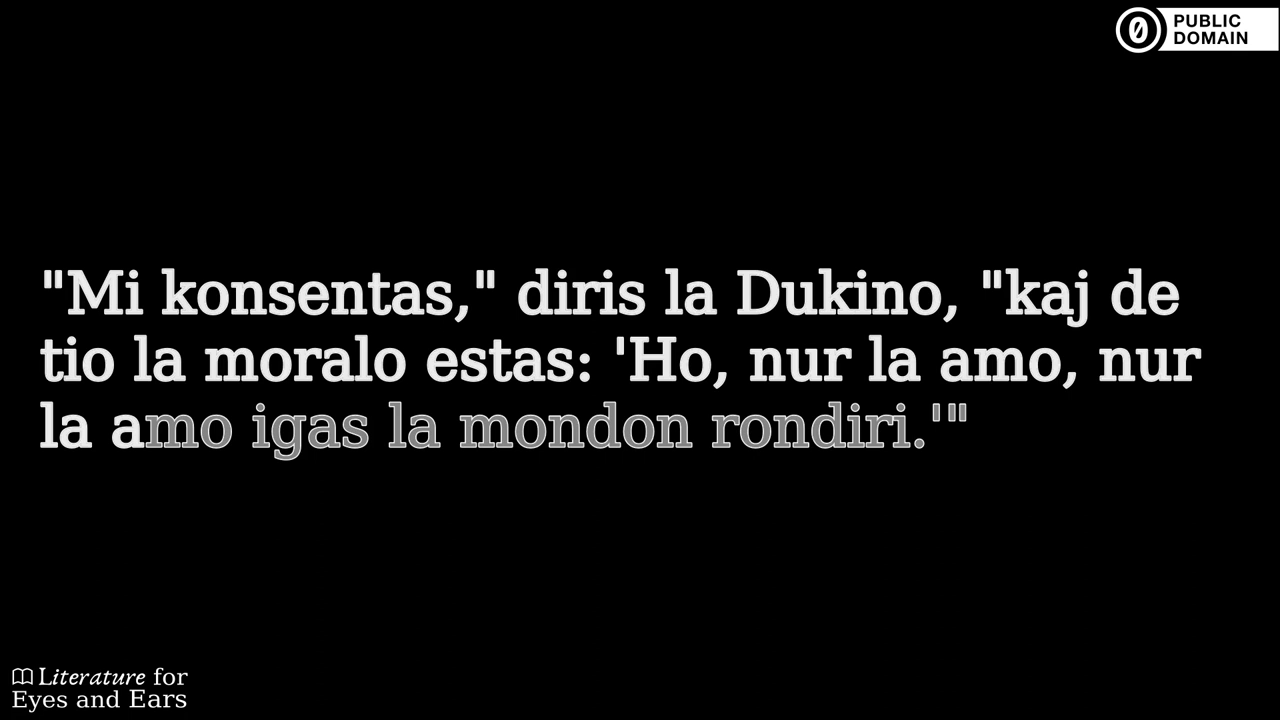 PUBLIC
DOMAIN
"Mi konsentas," diris la Dukino, "kaj de
tio la moralo estas: 'Ho, nur la amo, nur
la amo igas la mondon rondiri.'"
Literature for
Eyes and Ears